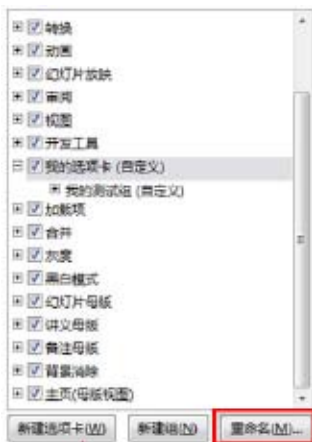 转换
动画
幻灯片放映
审阅
视图
开发工具
我的选项卡 (自定义)
我的测试组 (自定义)
加载项
合并
灰度
黑白模式
幻灯片母版
讲义母版
备注母版
背景消除
主页(母版视图)
新建选项卡(W) 新建组(N) 重命名(M)...